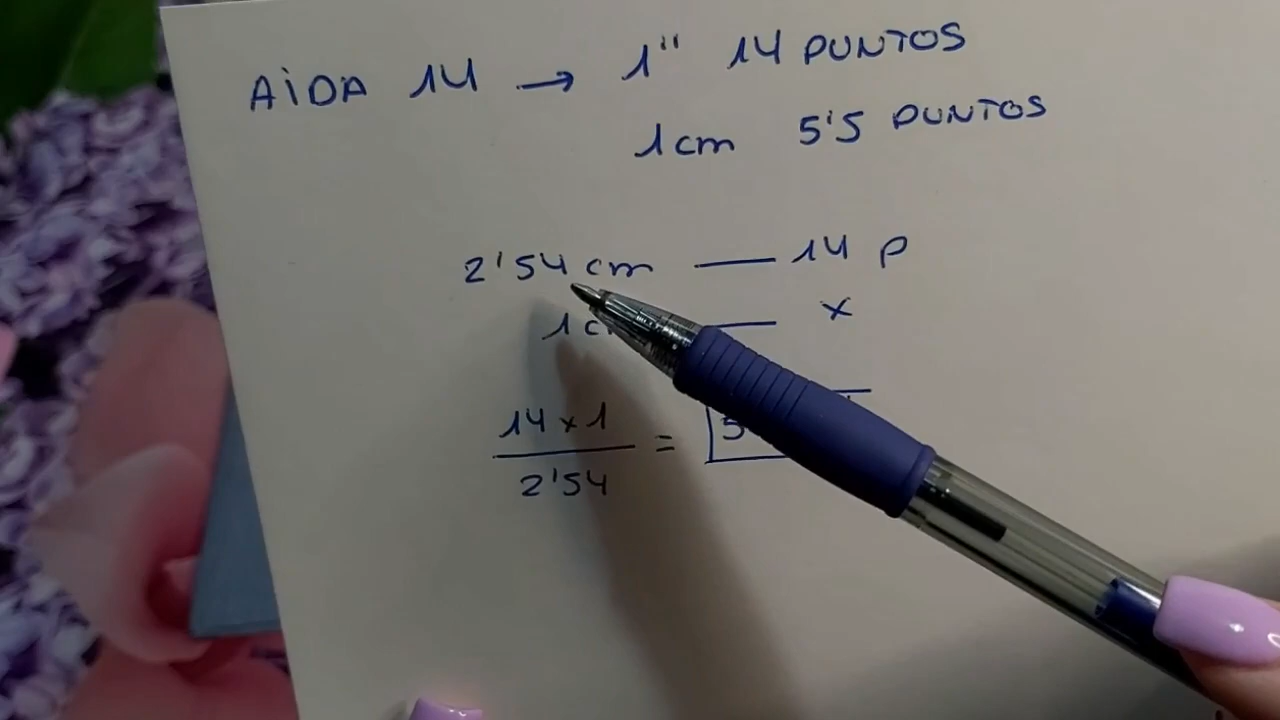 AiDA 14 → 1" 14 PUNTOS
1cm 5'5 PUNTOS
2'54 cm — 14 p
— x
14 x 1
2'54
=